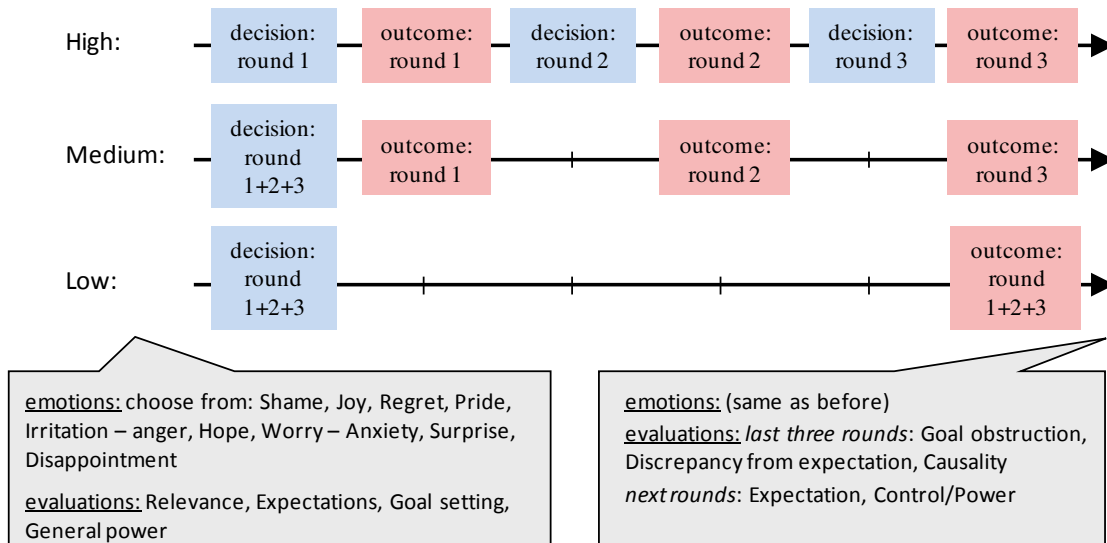 High:
decision:
round 1
outcome:
round 1
decision:
round 2
outcome:
round 2
decision:
round 3
outcome:
round 3
Medium:
decision:
round
1+2+3
outcome:
round 1
outcome:
round 2
outcome:
round 3
Low:
decision:
round
1+2+3
outcome:
round
1+2+3
emotions: choose from: Shame, Joy, Regret, Pride,
Irritation – anger, Hope, Worry – Anxiety, Surprise,
Disappointment
evaluations: Relevance, Expectations, Goal setting,
General power
emotions: (same as before)
evaluations: last three rounds: Goal obstruction,
Discrepancy from expectation, Causality
next rounds: Expectation, Control/Power